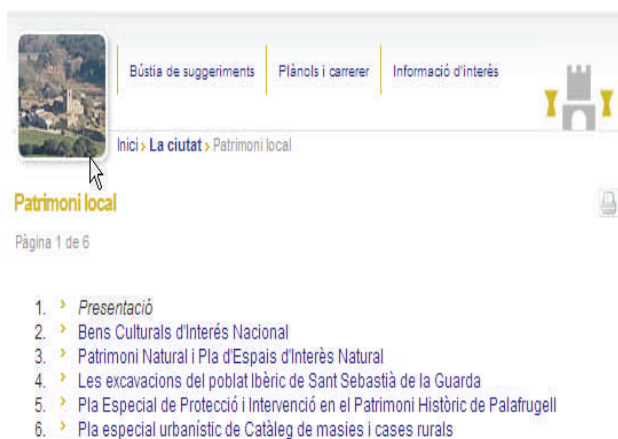 Bústia de suggeriments Plànols i carrerer Informació d'interès
Inici > La ciutat > Patrimoni local
Patrimoni local
Pàgina 1 de 6
1. > Presentació
2. > Bens Culturals d'Interés Nacional
3. > Patrimoni Natural i Pla d'Espais d'Interès Natural
4. > Les excavacions del poblat Ibèric de Sant Sebastià de la Guarda
5. > Pla Especial de Protecció i Intervenció en el Patrimoni Històric de Palafrugell
6. > Pla especial urbanístic de Catàleg de masies i cases rurals